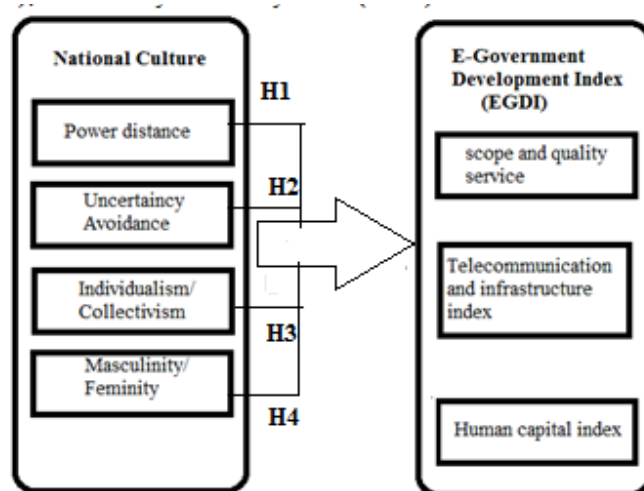 National Culture
Power distance
Uncertaincy
Avoidance
Individualism/
Collectivism
Masculinity/
Feminity
H1
H2
H3
H4
E-Government
Development Index
(EGDI)
scope and quality
service
Telecommunication
and infrastructure
index
Human capital index